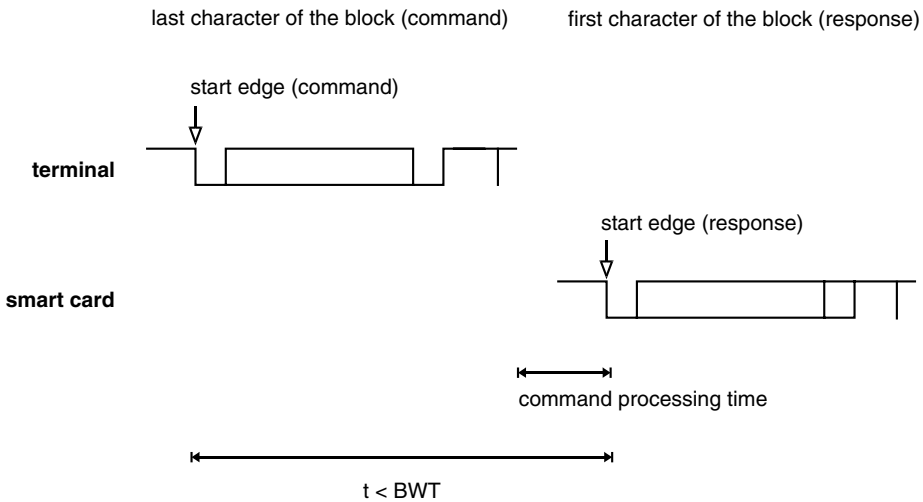 last character of the block (command)
first character of the block (response)
start edge (command)
terminal
start edge (response)
smart card
command processing time
t < BWT